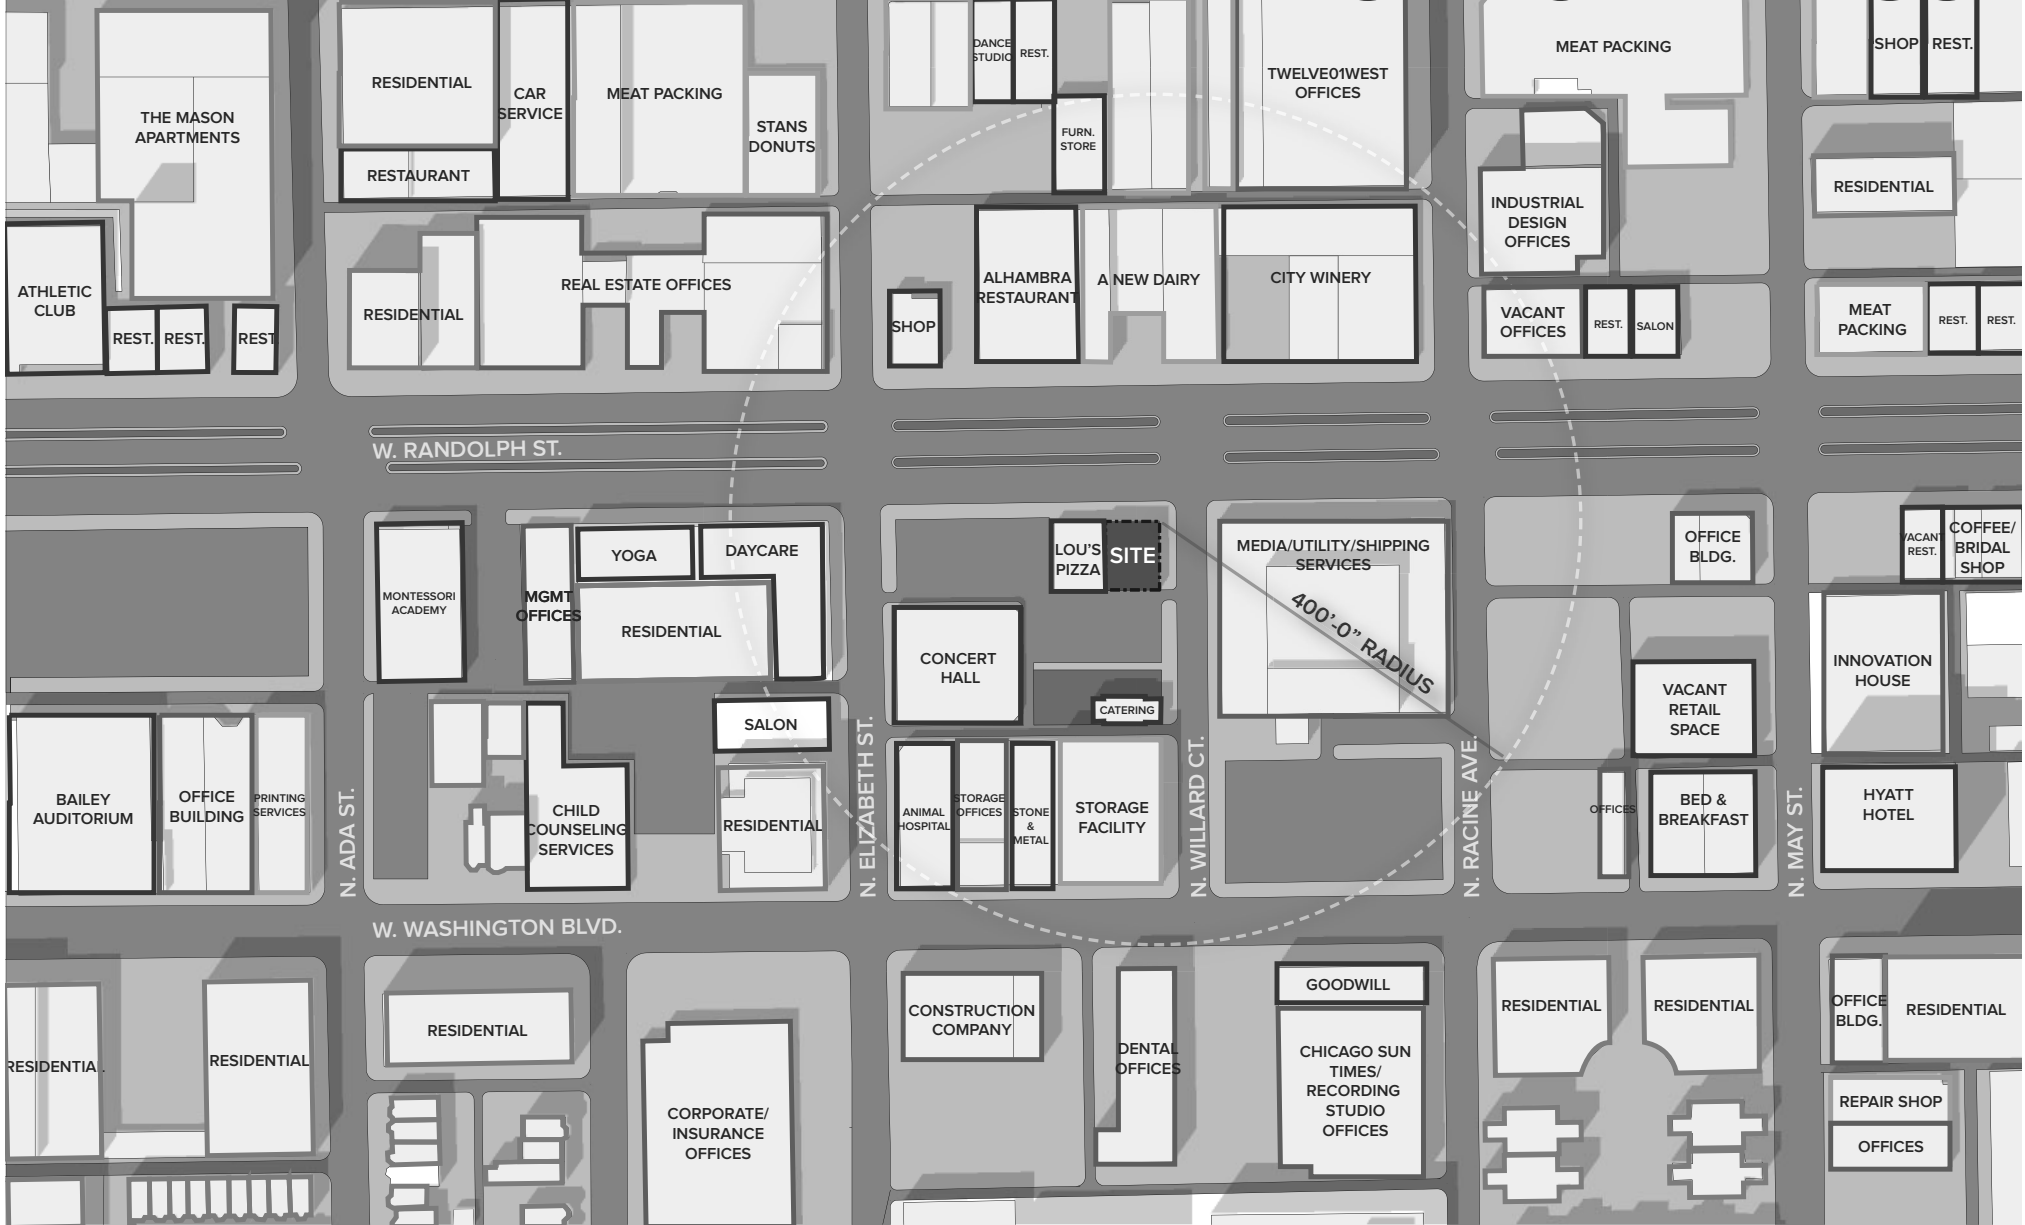 THE MASON
APARTMENTS
RESIDENTIAL
CAR
SERVICE
MEAT PACKING
STANS
DONUTS
RESTAURANT
DANCE
STUDIO
REST.
FURN.
STORE
TWELVE01WEST
OFFICES
MEAT PACKING
SHOP
REST.
INDUSTRIAL
DESIGN
OFFICES
RESIDENTIAL
ATHLETIC
CLUB
REST.
REST.
REST
RESIDENTIAL
REAL ESTATE OFFICES
SHOP
ALHAMBRA
RESTAURANT
A NEW DAIRY
CITY WINERY
VACANT
OFFICES
REST.
SALON
MEAT
PACKING
REST.
REST.
W. RANDOLPH ST.
MONTESSORI
ACADEMY
MGMT
OFFICES
YOGA
DAYCARE
RESIDENTIAL
LOU'S
PIZZA
SITE
MEDIA/UTILITY/SHIPPING
SERVICES
400'-0” RADIUS
OFFICE
BLDG.
VACANT
REST.
COFFEE/
BRIDAL
SHOP
CONCERT
HALL
CATERING
VACANT
RETAIL
SPACE
INNOVATION
HOUSE
SALON
BAILEY
AUDITORIUM
OFFICE
BUILDING
PRINTING
SERVICES
N. ADA ST.
CHILD
COUNSELING
SERVICES
RESIDENTIAL
N. ELIZABETH ST.
ANIMAL
HOSPITAL
STORAGE
OFFICES
STONE
&
METAL
STORAGE
FACILITY
N. WILLARD CT.
N. RACINE AVE.
OFFICES
BED &
BREAKFAST
N. MAY ST.
HYATT
HOTEL
W. WASHINGTON BLVD.
RESIDENTIAL
RESIDENTIAL
RESIDENTIAL
CORPORATE/
INSURANCE
OFFICES
CONSTRUCTION
COMPANY
DENTAL
OFFICES
GOODWILL
CHICAGO SUN
TIMES/
RECORDING
STUDIO
OFFICES
RESIDENTIAL
RESIDENTIAL
OFFICE
BLDG.
RESIDENTIAL
REPAIR SHOP
OFFICES